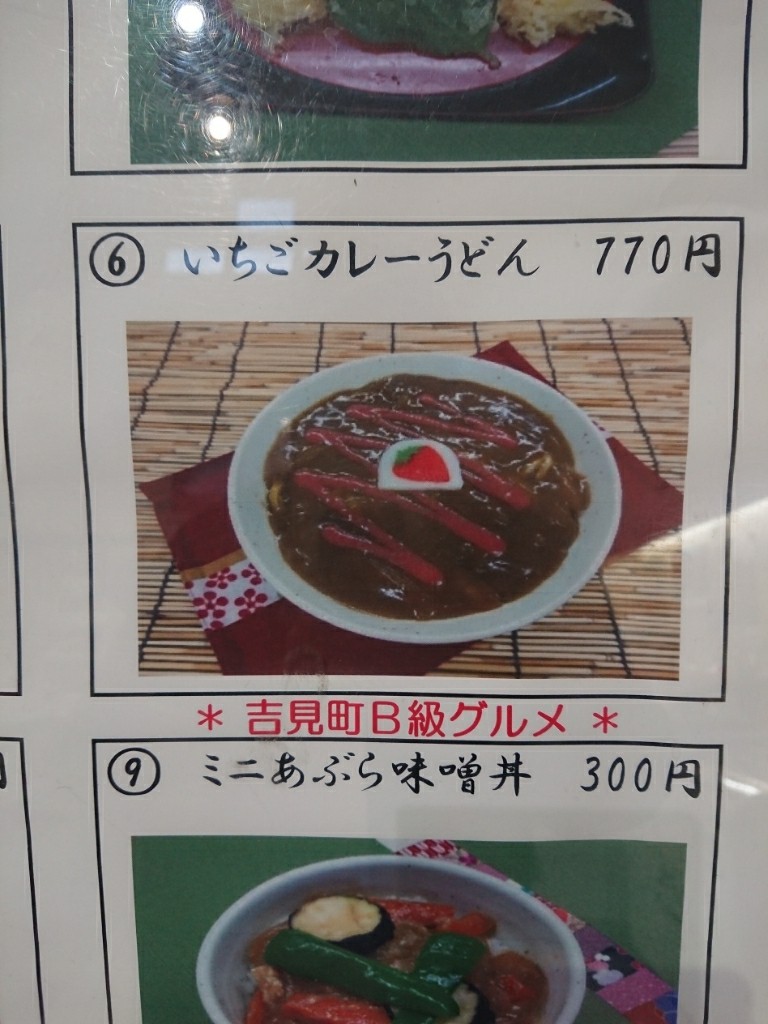 ⑥ いちごカレーうどん 770円
＊ 吉見町B級グルメ ＊
⑨ ミニあぶら味噌丼 300円